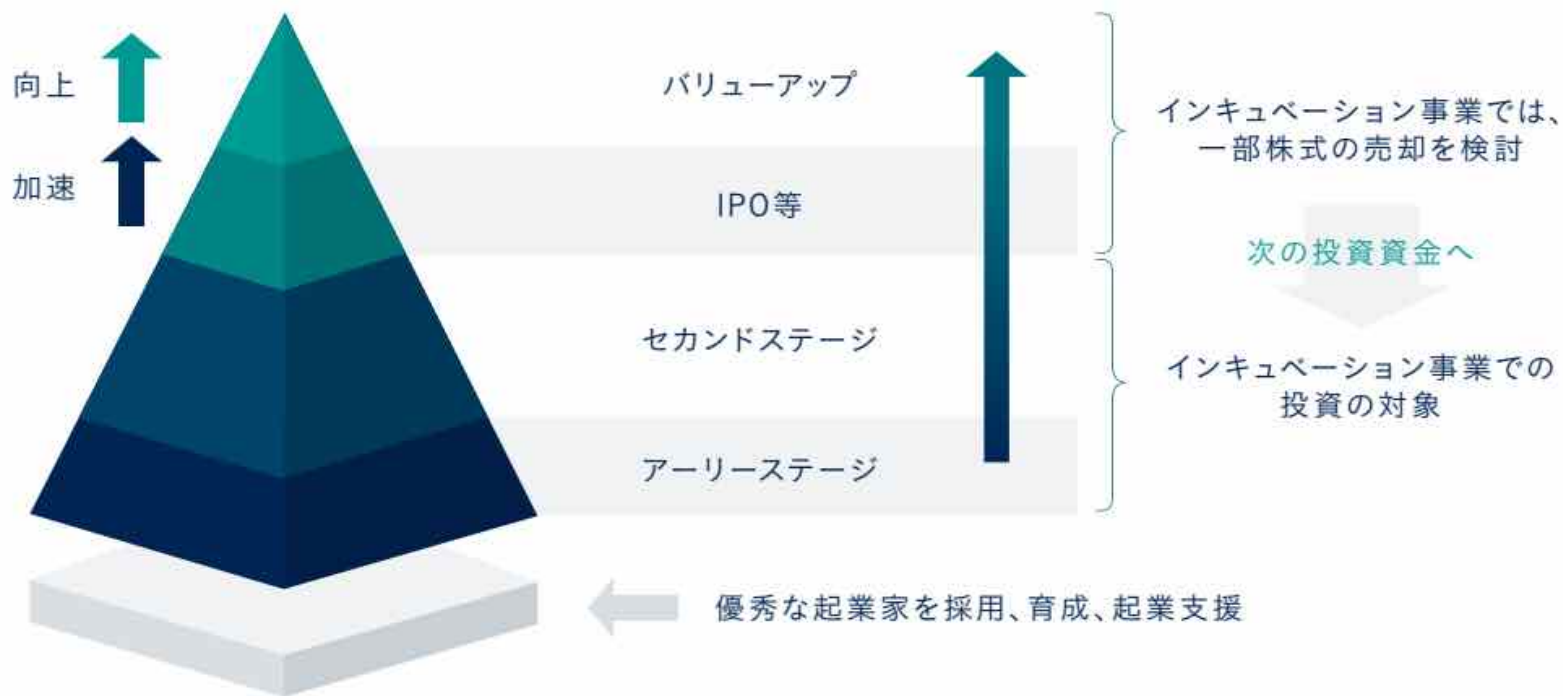 向上
加速
バリューアップ
IPO等
セカンドステージ
アーリーステージ
インキュベーション事業では、
一部株式の売却を検討
次の投資資金へ
インキュベーション事業での
投資の対象
優秀な起業家を採用、育成、起業支援